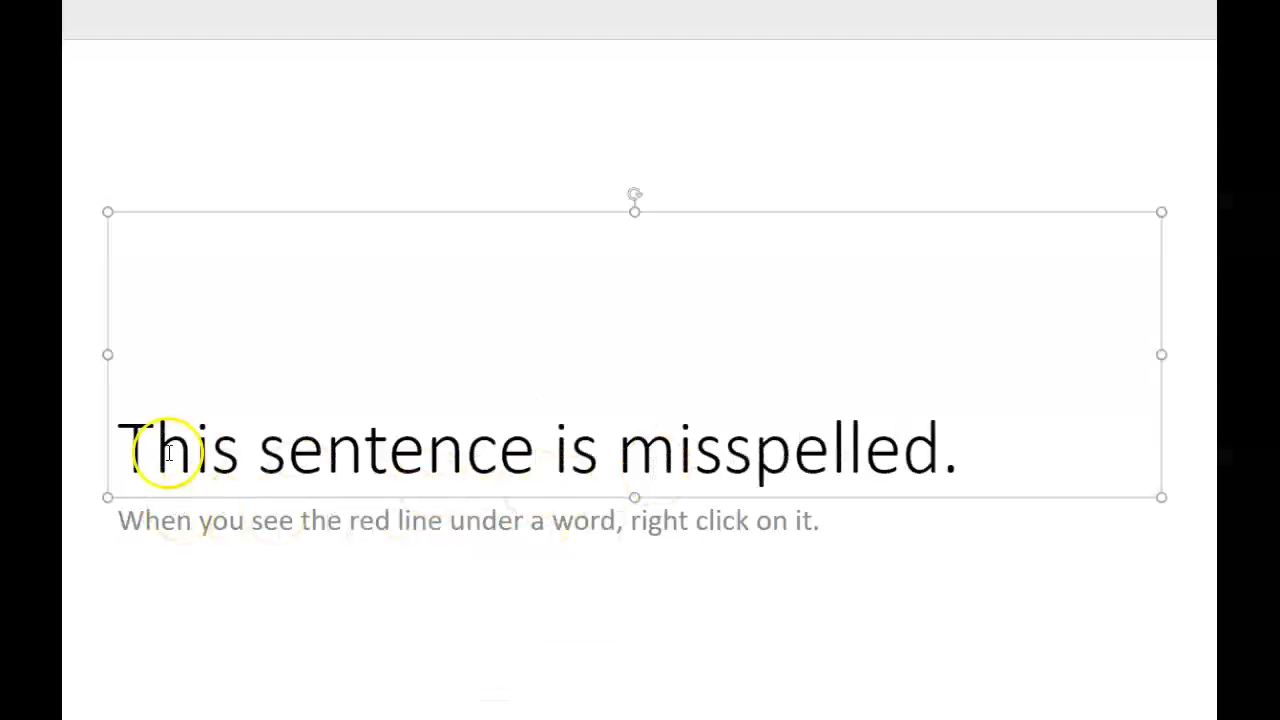 This sentence is misspelled.
When you see the red line under a word, right click on it.